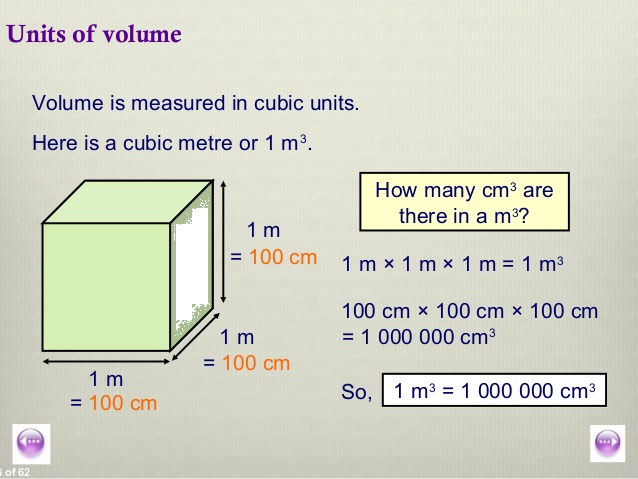 Units of volume
Volume is measured in cubic units.
Here is a cubic metre or 1 m³.
1 m
= 100 cm
1 m
= 100 cm
1 m
= 100 cm
How many cm³ are
there in a m³?
1 m × 1 m × 1 m = 1 m³
100 cm × 100 cm × 100 cm
= 1 000 000 cm³
So, 1 m³ = 1 000 000 cm³
of 62